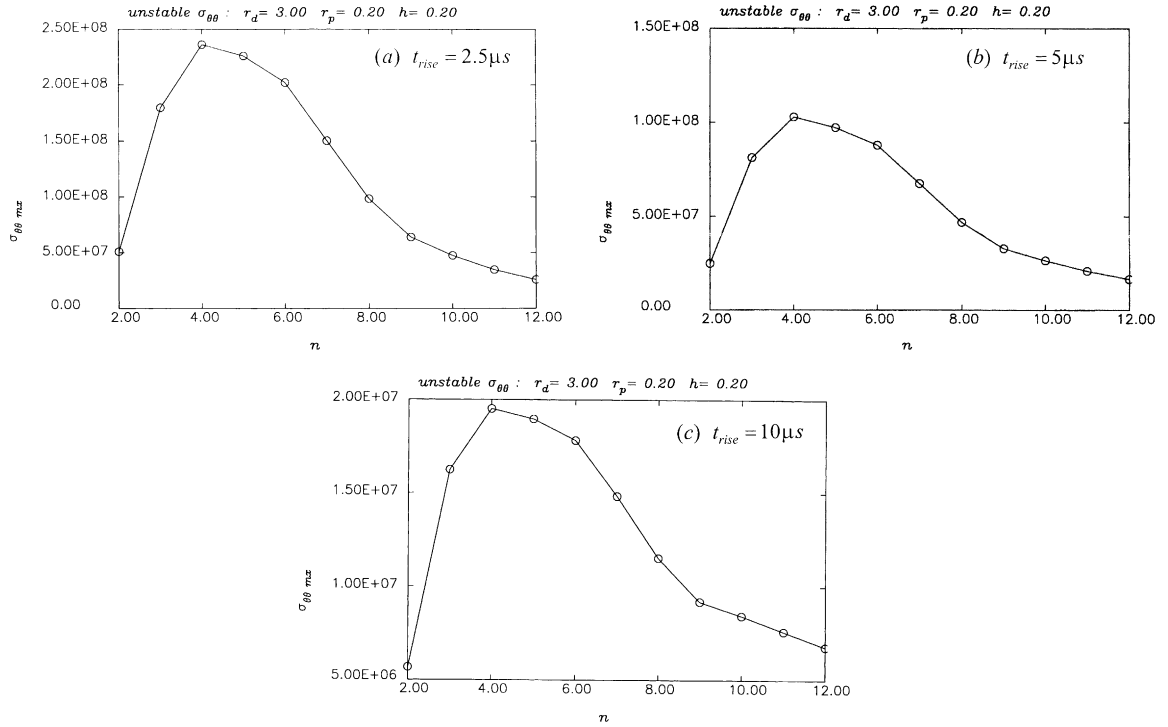 unstable σθθ : rd= 3.00 rp= 0.20 h= 0.20
(a) trise = 2.5μs
2.50E+08
2.00E+08
1.50E+08
1.00E+08
5.00E+07
0.00
σθθ mx
2.00 4.00 6.00 8.00 10.00 12.00
n
unstable σθθ : rd= 3.00 rp= 0.20 h= 0.20
(b) trise = 5μs
1.50E+08
1.00E+08
5.00E+07
0.00
σθθ mx
2.00 4.00 6.00 8.00 10.00 12.00
n
unstable σθθ : rd= 3.00 rp= 0.20 h= 0.20
(c) trise = 10μs
2.00E+07
1.50E+07
1.00E+07
5.00E+06
σθθ mx
2.00 4.00 6.00 8.00 10.00 12.00
n